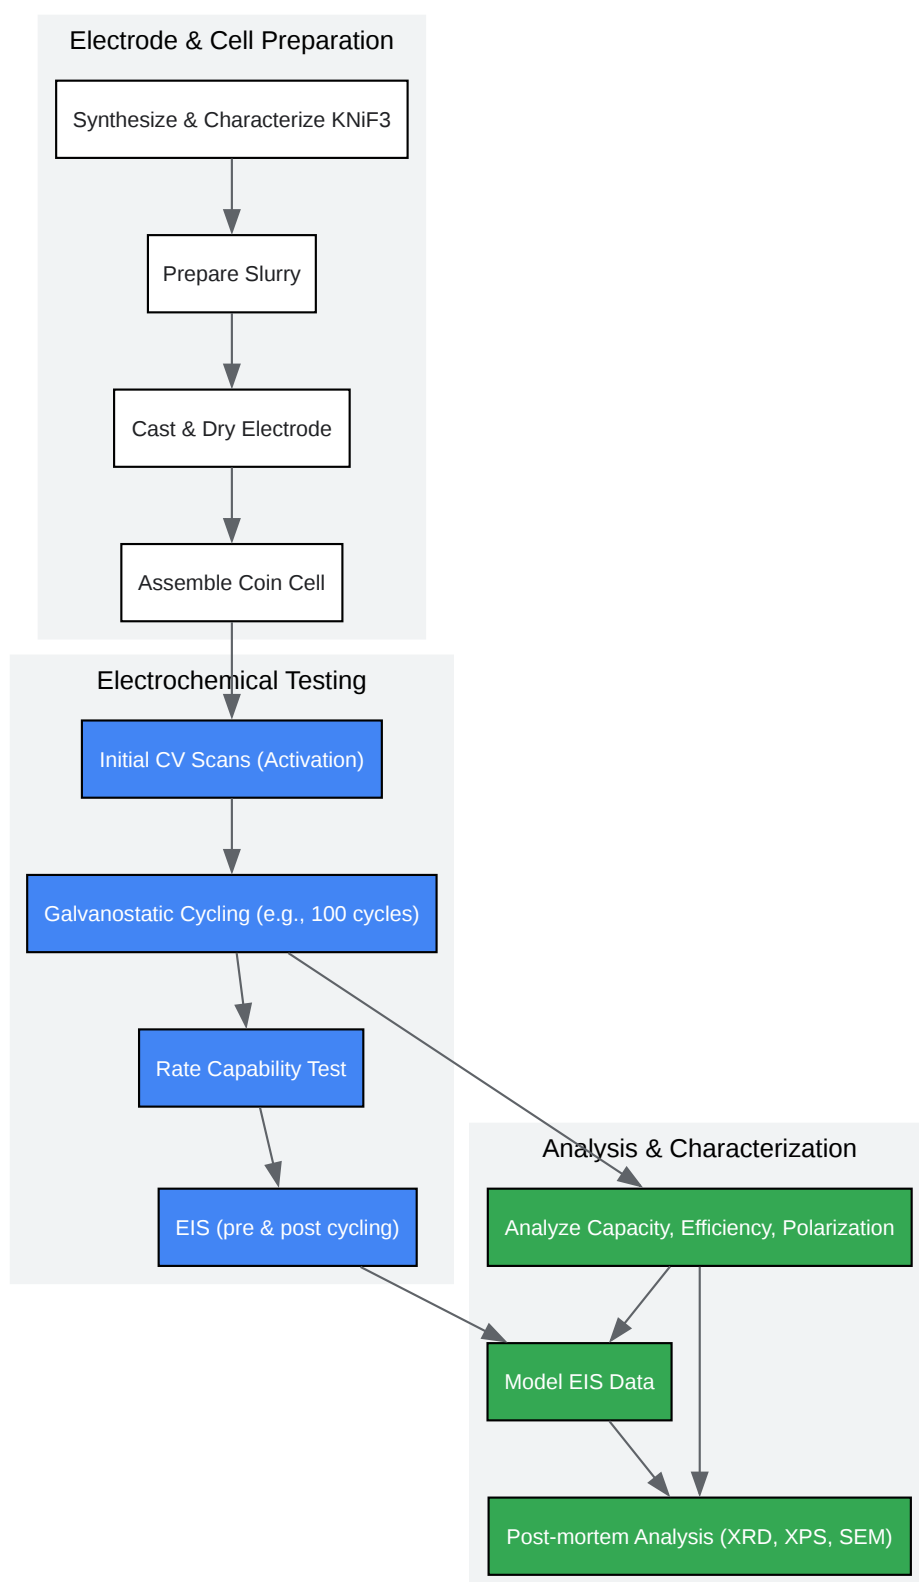 Electrode & Cell Preparation
Synthesize & Characterize KNiF3
Prepare Slurry
Cast & Dry Electrode
Assemble Coin Cell
Electrochemical Testing
Initial CV Scans (Activation)
Galvanostatic Cycling (e.g., 100 cycles)
Rate Capability Test
EIS (pre & post cycling)
Analysis & Characterization
Analyze Capacity, Efficiency, Polarization
Model EIS Data
Post-mortem Analysis (XRD, XPS, SEM)